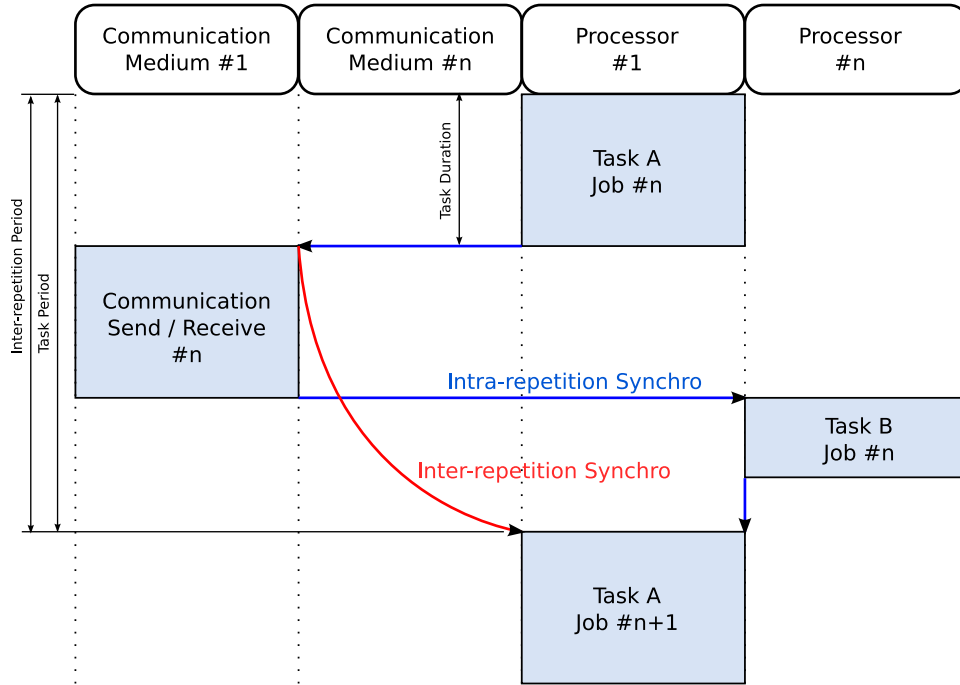 Communication
Medium #1
Communication
Medium #n
Processor
#1
Processor
#n
Inter-repetition Period
Task Period
Task Duration
Task A
Job #n
Communication
Send / Receive
#n
Intra-repetition Synchro
Task B
Job #n
Inter-repetition Synchro
Task A
Job #n+1